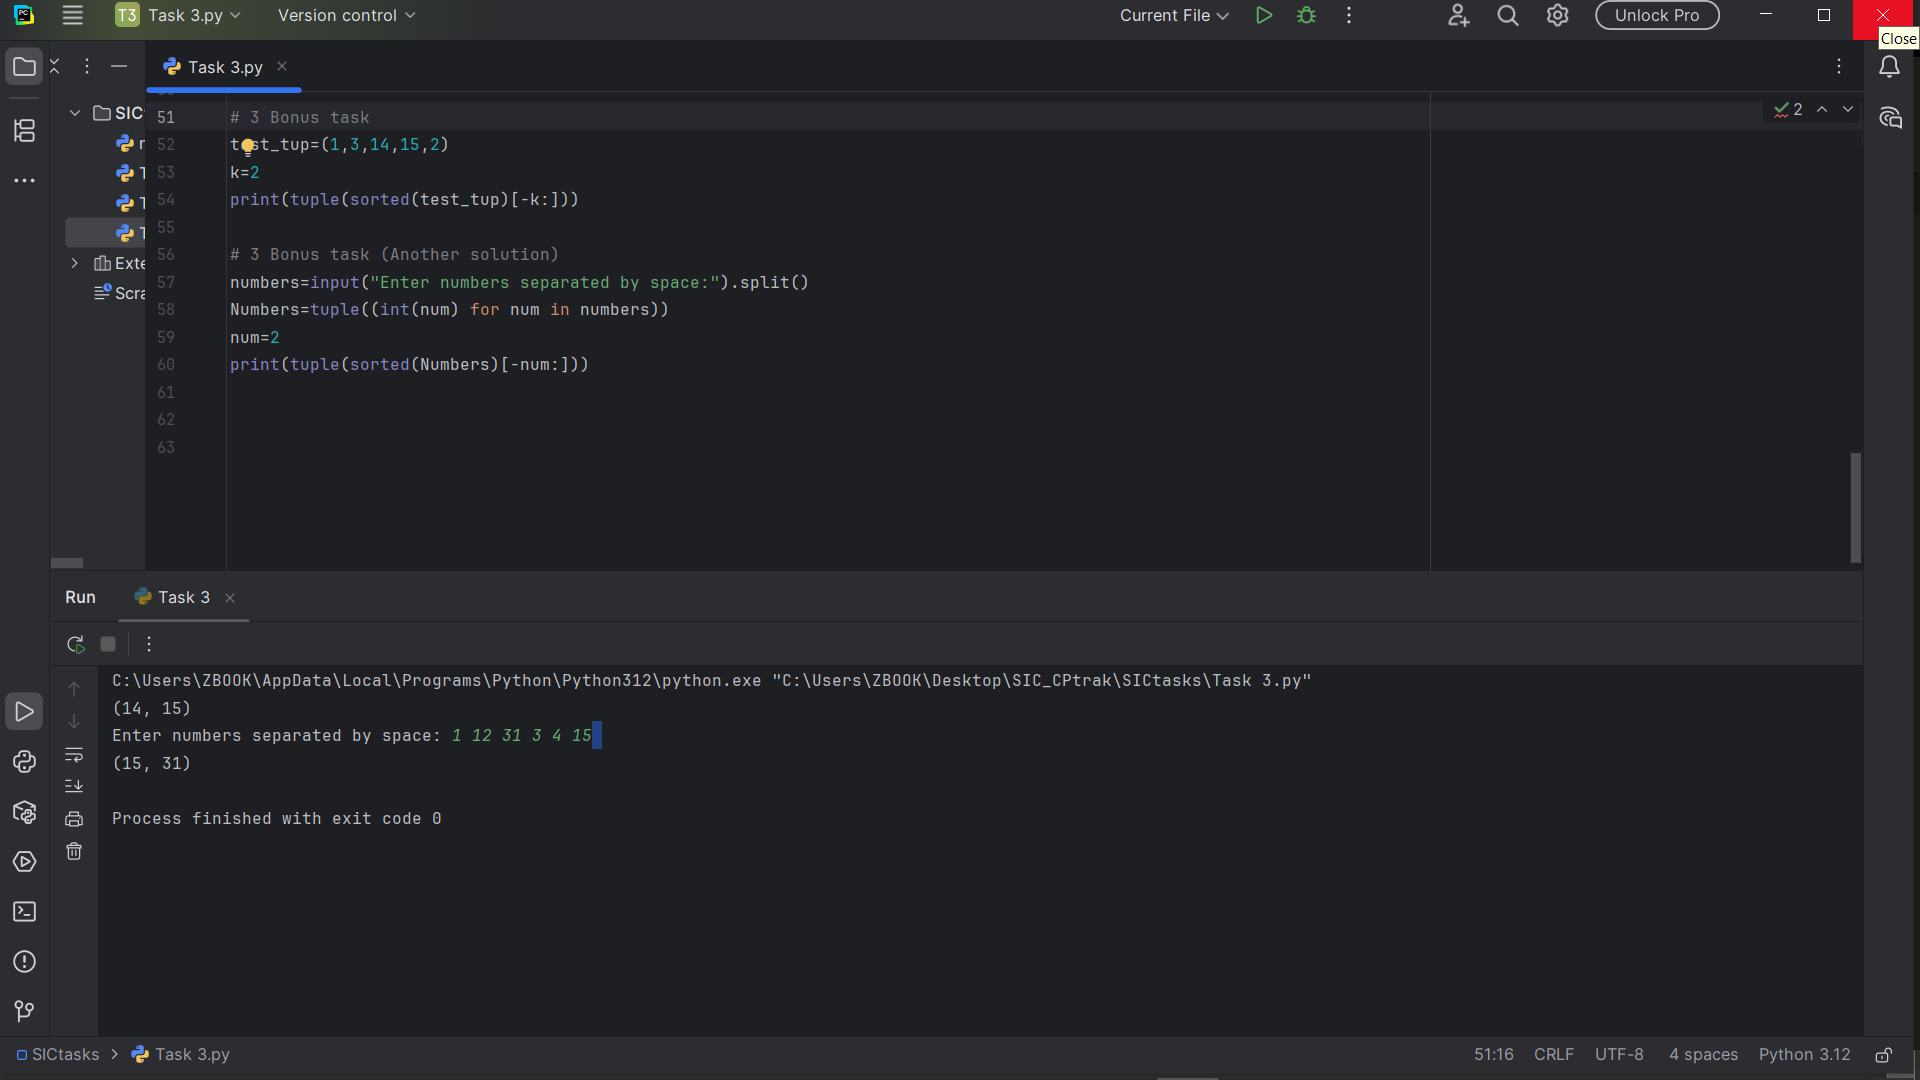 T3 Task 3.py Version control Current File Unlock Pro
Close
Task 3.py
SIC
51 # 3 Bonus task
2
52 test_tup=(1,3,14,15,2)
53 k=2
54 print(tuple(sorted(test_tup)[-k:]))
55
56 # 3 Bonus task (Another solution)
57 numbers=input("Enter numbers separated by space:").split()
58 Numbers=tuple((int(num) for num in numbers))
59 num=2
60 print(tuple(sorted(Numbers)[-num:]))
61
62
63
Exte
Scra
Run Task 3
C:\Users\ZBOOK\AppData\Local\Programs\Python\Python312\python.exe "C:\Users\ZBOOK\Desktop\SIC_CPtrak\SICtasks\Task 3.py"
(14, 15)
Enter numbers separated by space: 1 12 31 3 4 15
(15, 31)
Process finished with exit code 0
SICtasks > Task 3.py 51:16 CRLF UTF-8 4 spaces Python 3.12